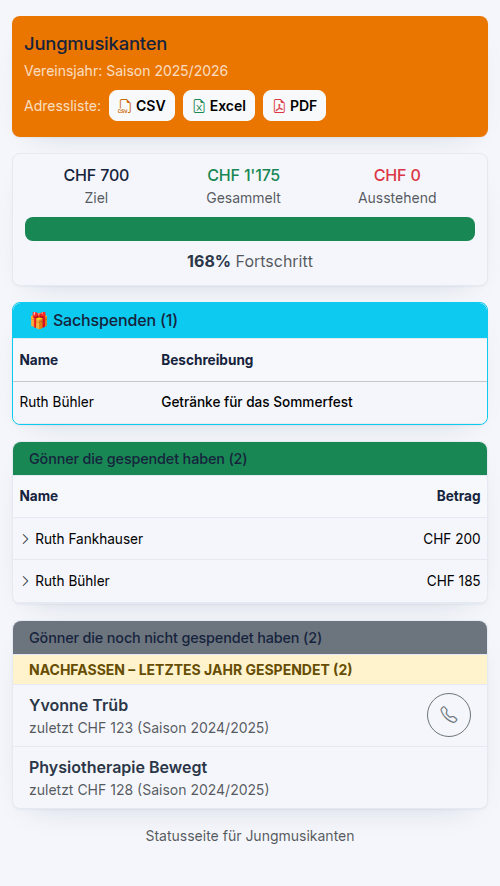 Jungmusikanten
Vereinsjahr: Saison 2025/2026
Adressliste: CSV Excel PDF
CHF 700 CHF 1'175 CHF 0
Ziel Gesammelt Ausstehend
168% Fortschritt
🎁 Sachspenden (1)
Name Beschreibung
Ruth Bühler Getränke für das Sommerfest
Gönner die gespendet haben (2)
Name Betrag
Ruth Fankhauser CHF 200
Ruth Bühler CHF 185
Gönner die noch nicht gespendet haben (2)
NACHFASSEN – LETZTES JAHR GESPENDET (2)
Yvonne Trüb
zuletzt CHF 123 (Saison 2024/2025)
Physiotherapie Bewegt
zuletzt CHF 128 (Saison 2024/2025)
Statusseite für Jungmusikanten